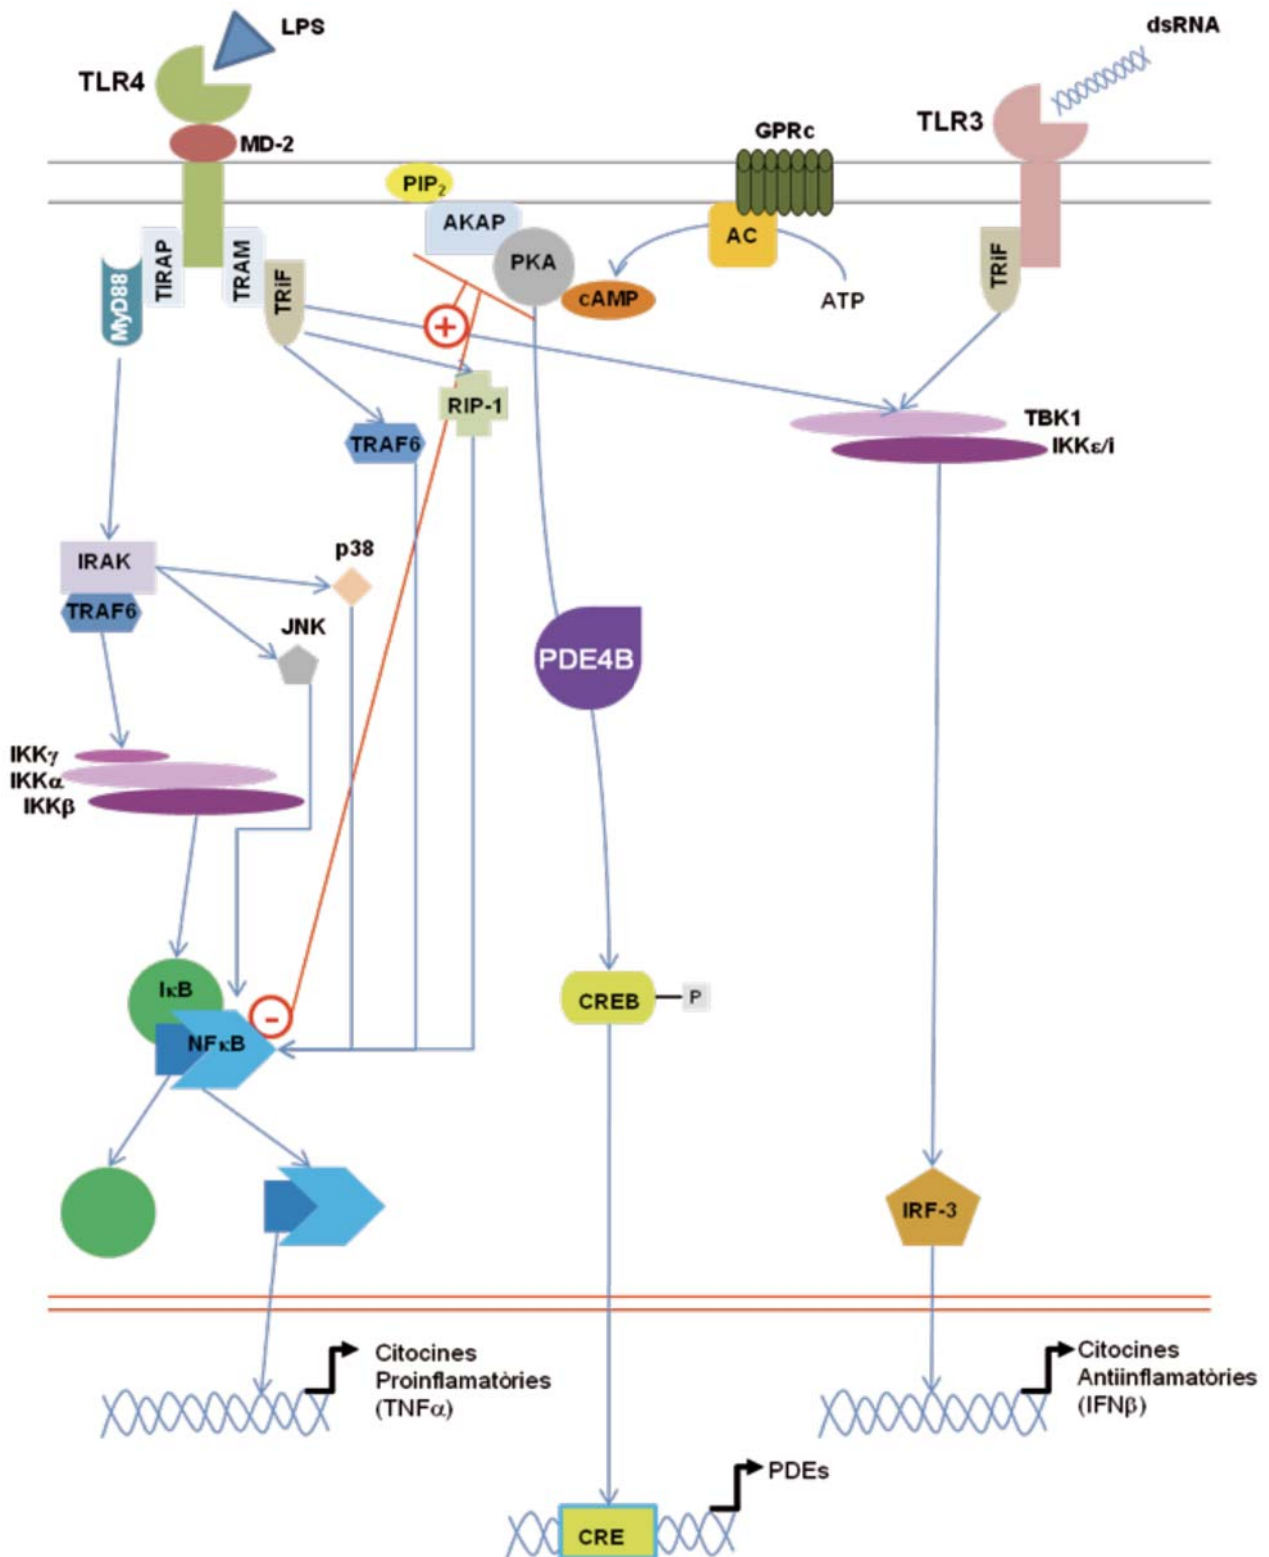 LPS
dsRNA
TLR4
TLR3
MD-2
GPRc
PIP₂
AKAP
AC
PKA
TIRAP
TRAM
TRiF
TRiF
MyD88
cAMP
ATP
+
RIP-1
TRAF6
TBK1
IKKε/i
p38
IRAK
TRAF6
JNK
PDE4B
IKKγ
IKKα
IKKβ
IκB
CREB
P
-
NFκB
IRF-3
Citocines
Proinflamatòries
(TNFα)
Citocines
Antiinflamatòries
(IFNβ)
PDEs
CRE